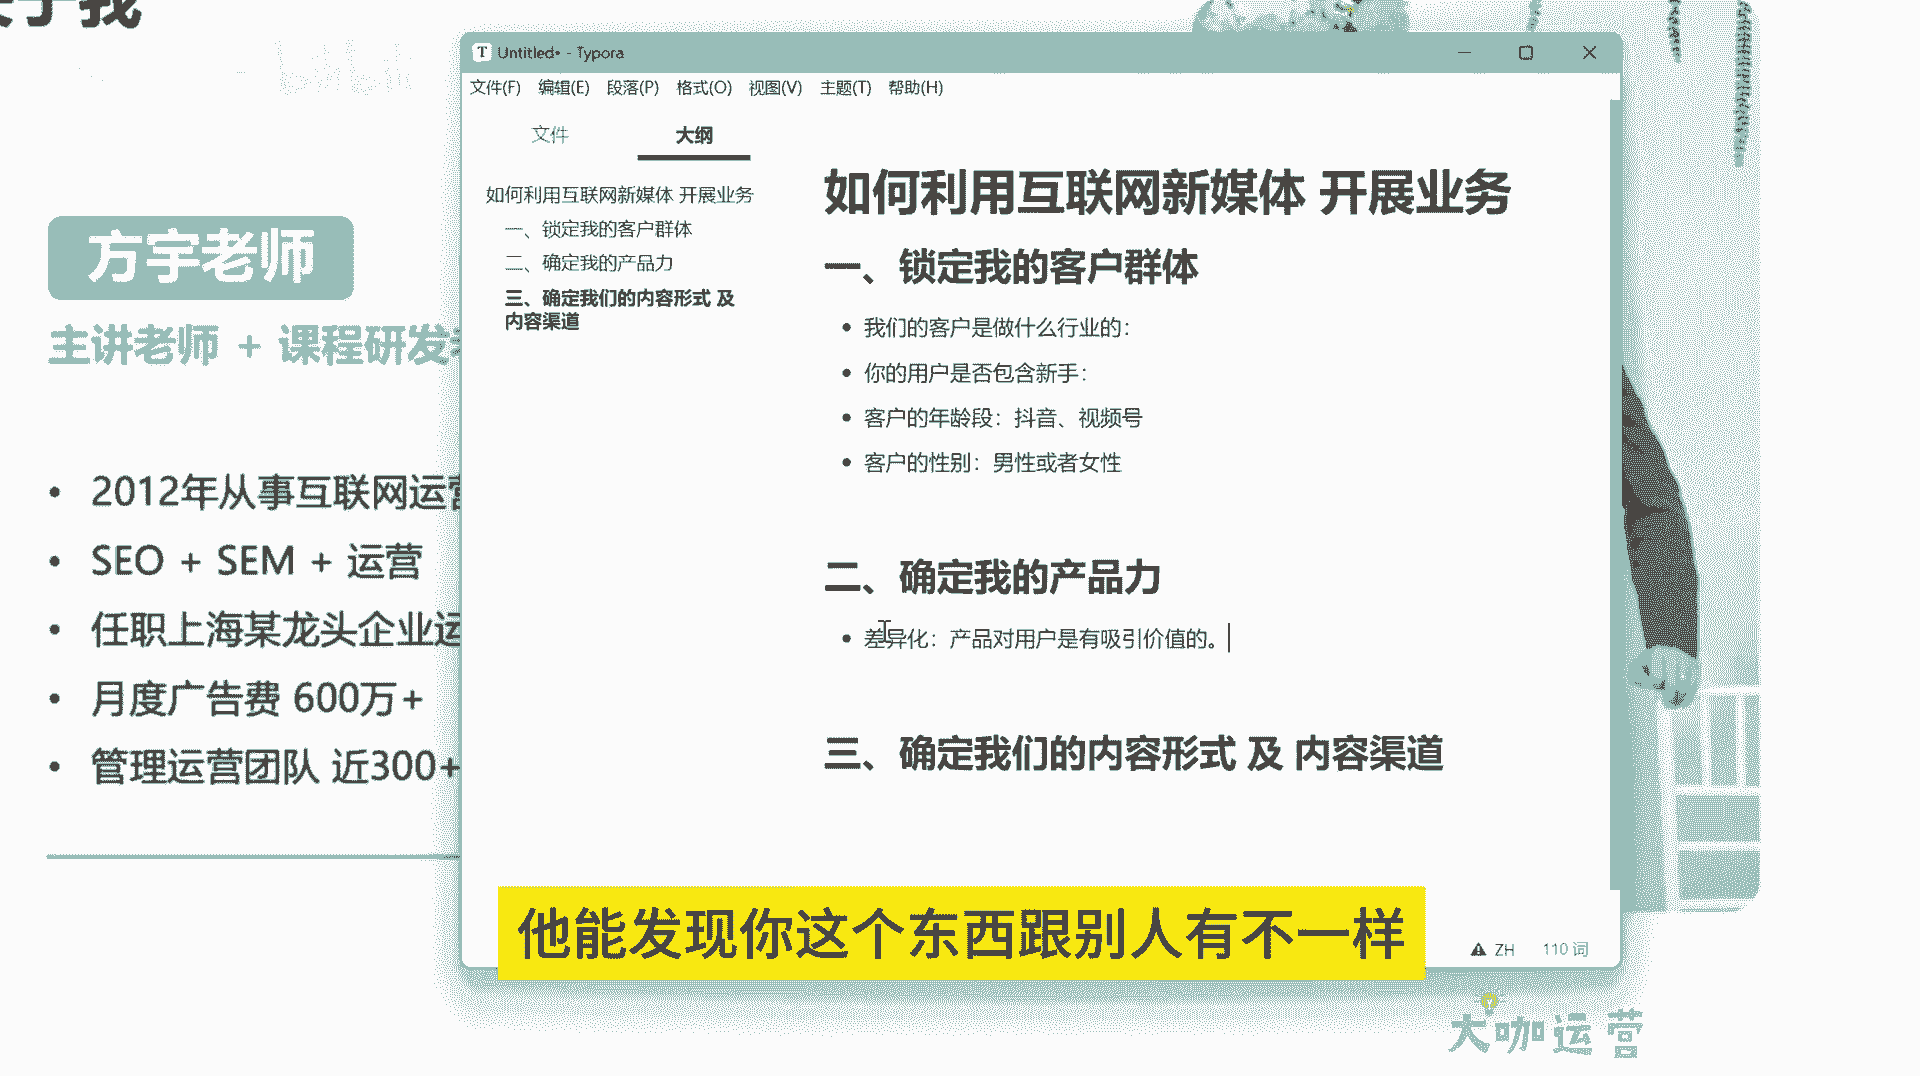 关于我
bilibili
方宇老师
主讲老师 + 课程研发
2012年从事互联网运营
SEO + SEM + 运营
任职上海某龙头企业运
月度广告费 600万+
管理运营团队 近300+
Untitled• - Typora
文件(F) 编辑(E) 段落(P) 格式(O) 视图(V) 主题(T) 帮助(H)
文件 大纲
如何利用互联网新媒体 开展业务
一、锁定我的客户群体
二、确定我的产品力
三、确定我们的内容形式 及
内容渠道
如何利用互联网新媒体 开展业务
一、锁定我的客户群体
我们的客户是做什么行业的：
你的用户是否包含新手：
客户的年龄段：抖音、视频号
客户的性别：男性或者女性
二、确定我的产品力
差异化：产品对用户是有吸引价值的。
三、确定我们的内容形式 及 内容渠道
他能发现你这个东西跟别人有不一样
ZH 110 词
大咖运营